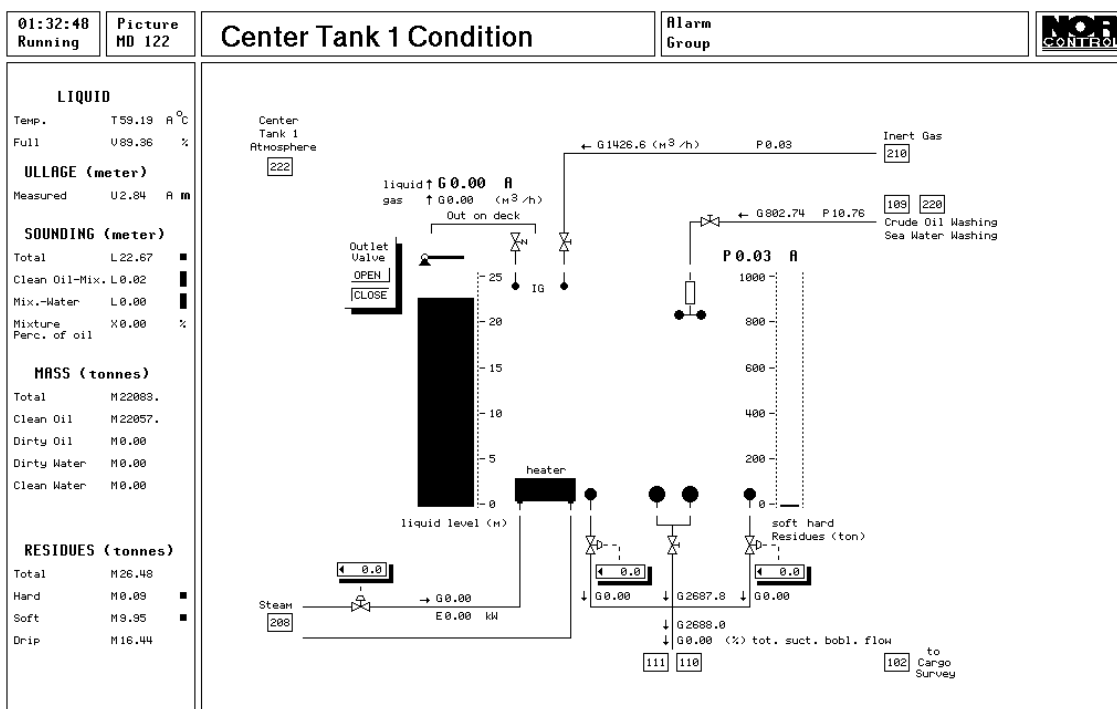 01:32:48
Running
Picture
MD 122
Center Tank 1 Condition
Alarm
Group
NOR
CONTROL
LIQUID
Temp. T59.19 A °C
Full V89.36 %
ULLAGE (meter)
Measured U2.84 A m
SOUNDING (meter)
Total L22.67
Clean Oil-Mix. L0.02
Mix.-Water L0.00
Mixture X0.00 %
Perc. of oil
MASS (tonnes)
Total M22083.
Clean Oil M22057.
Dirty Oil M0.00
Dirty Water M0.00
Clean Water M0.00
RESIDUES (tonnes)
Total M26.48
Hard M0.09
Soft M9.95
Drip M16.44
Center
Tank 1
Atmosphere
222
← G1426.6 (M³/h) P0.03
Inert Gas
210
liquid ↑ G0.00 A
gas ↑ G0.00 (M³/h)
Out on deck
109 220
← G802.74 P10.76
Crude Oil Washing
Sea Water Washing
Outlet
Valve
OPEN
CLOSE
N
IG
P0.03 A
25
20
15
10
5
0
1000
800
600
400
200
0
heater
liquid level (M)
soft hard
Residues (ton)
0.0
0.0
0.0
Steam
208
→ G0.00
E0.00 kW
↓ G0.00
↓ G2687.8
↓ G0.00
↓ G2688.0
↓ G0.00 (%) tot. suct. bobl. flow
111 110
102
to
Cargo
Survey